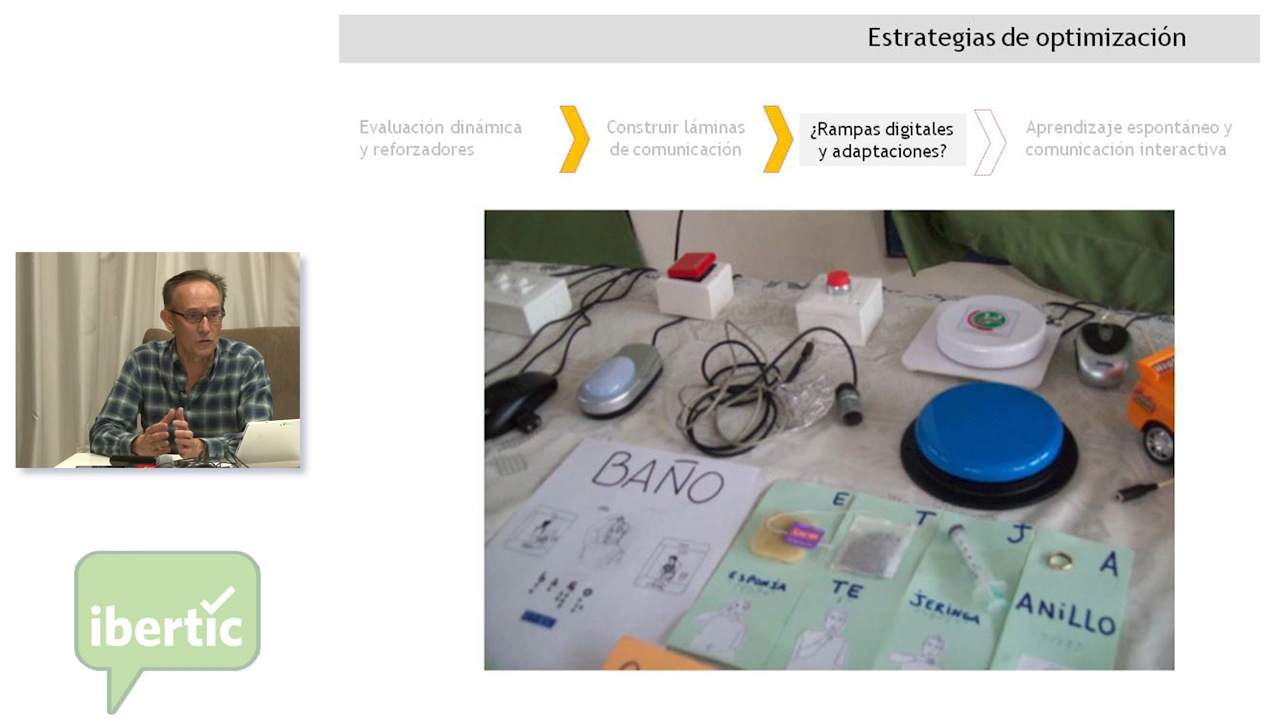 Estrategias de optimización
Evaluación dinámica
y reforzadores
Construir láminas
de comunicación
¿Rampas digitales
y adaptaciones?
Aprendizaje espontáneo y
comunicación interactiva
BAÑO
E
T
J
A
ESPONJA
TE
JERINGA
ANILLO
ibertic